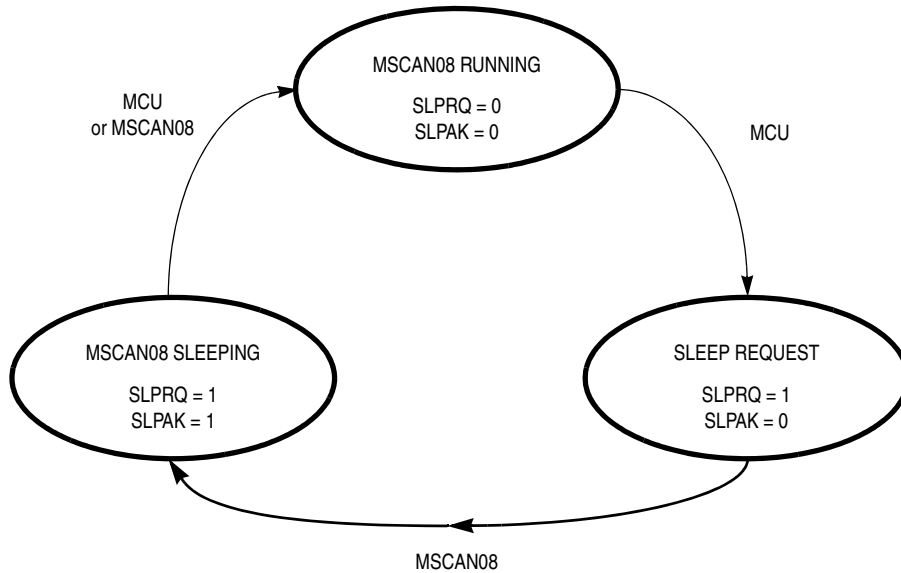 MSCAN08 RUNNING
SLPRQ = 0
SLPAK = 0
MCU
or MSCAN08
MCU
MSCAN08 SLEEPING
SLPRQ = 1
SLPAK = 1
SLEEP REQUEST
SLPRQ = 1
SLPAK = 0
MSCAN08